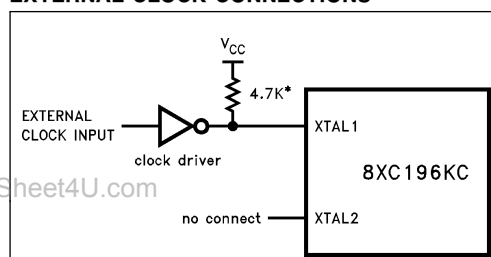 EXTERNAL CLOCK CONNECTIONS
VCC
4.7K*
EXTERNAL
CLOCK INPUT
XTAL1
clock driver
8XC196KC
Sheet4U.com
no connect
XTAL2